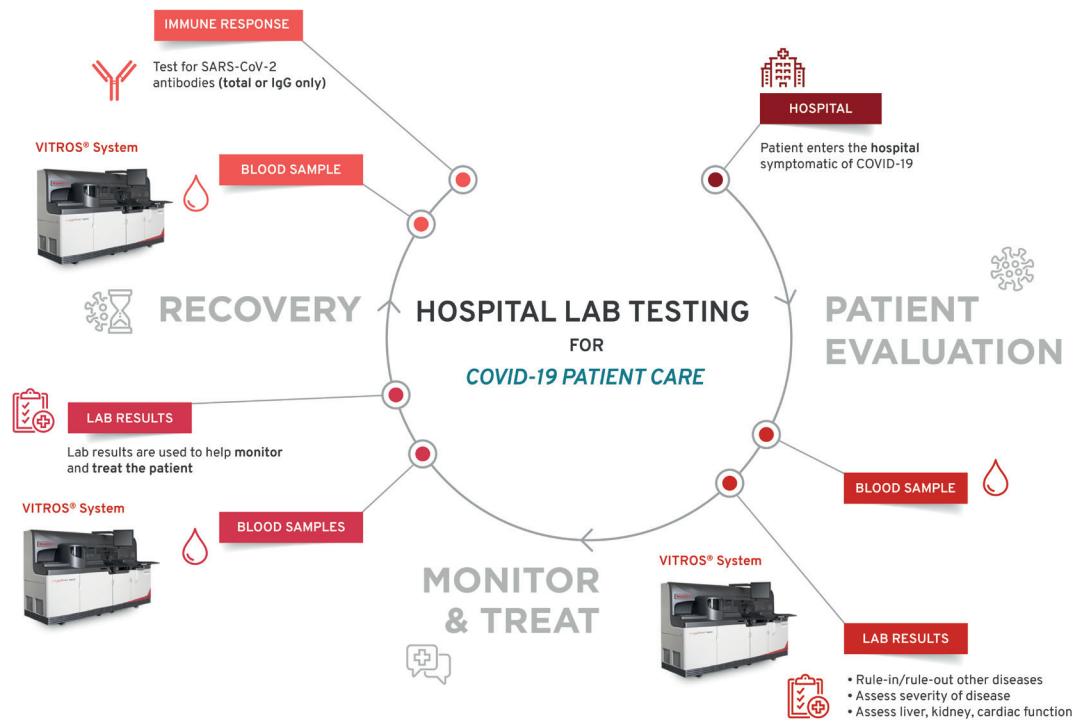 HOSPITAL LAB TESTING
FOR
COVID-19 PATIENT CARE
HOSPITAL
Patient enters the hospital
symptomatic of COVID-19
PATIENT
EVALUATION
BLOOD SAMPLE
VITROS® System
LAB RESULTS
• Rule-in/rule-out other diseases
• Assess severity of disease
• Assess liver, kidney, cardiac function
MONITOR
& TREAT
BLOOD SAMPLES
VITROS® System
LAB RESULTS
Lab results are used to help monitor
and treat the patient
RECOVERY
BLOOD SAMPLE
VITROS® System
IMMUNE RESPONSE
Test for SARS-CoV-2
antibodies (total or IgG only)